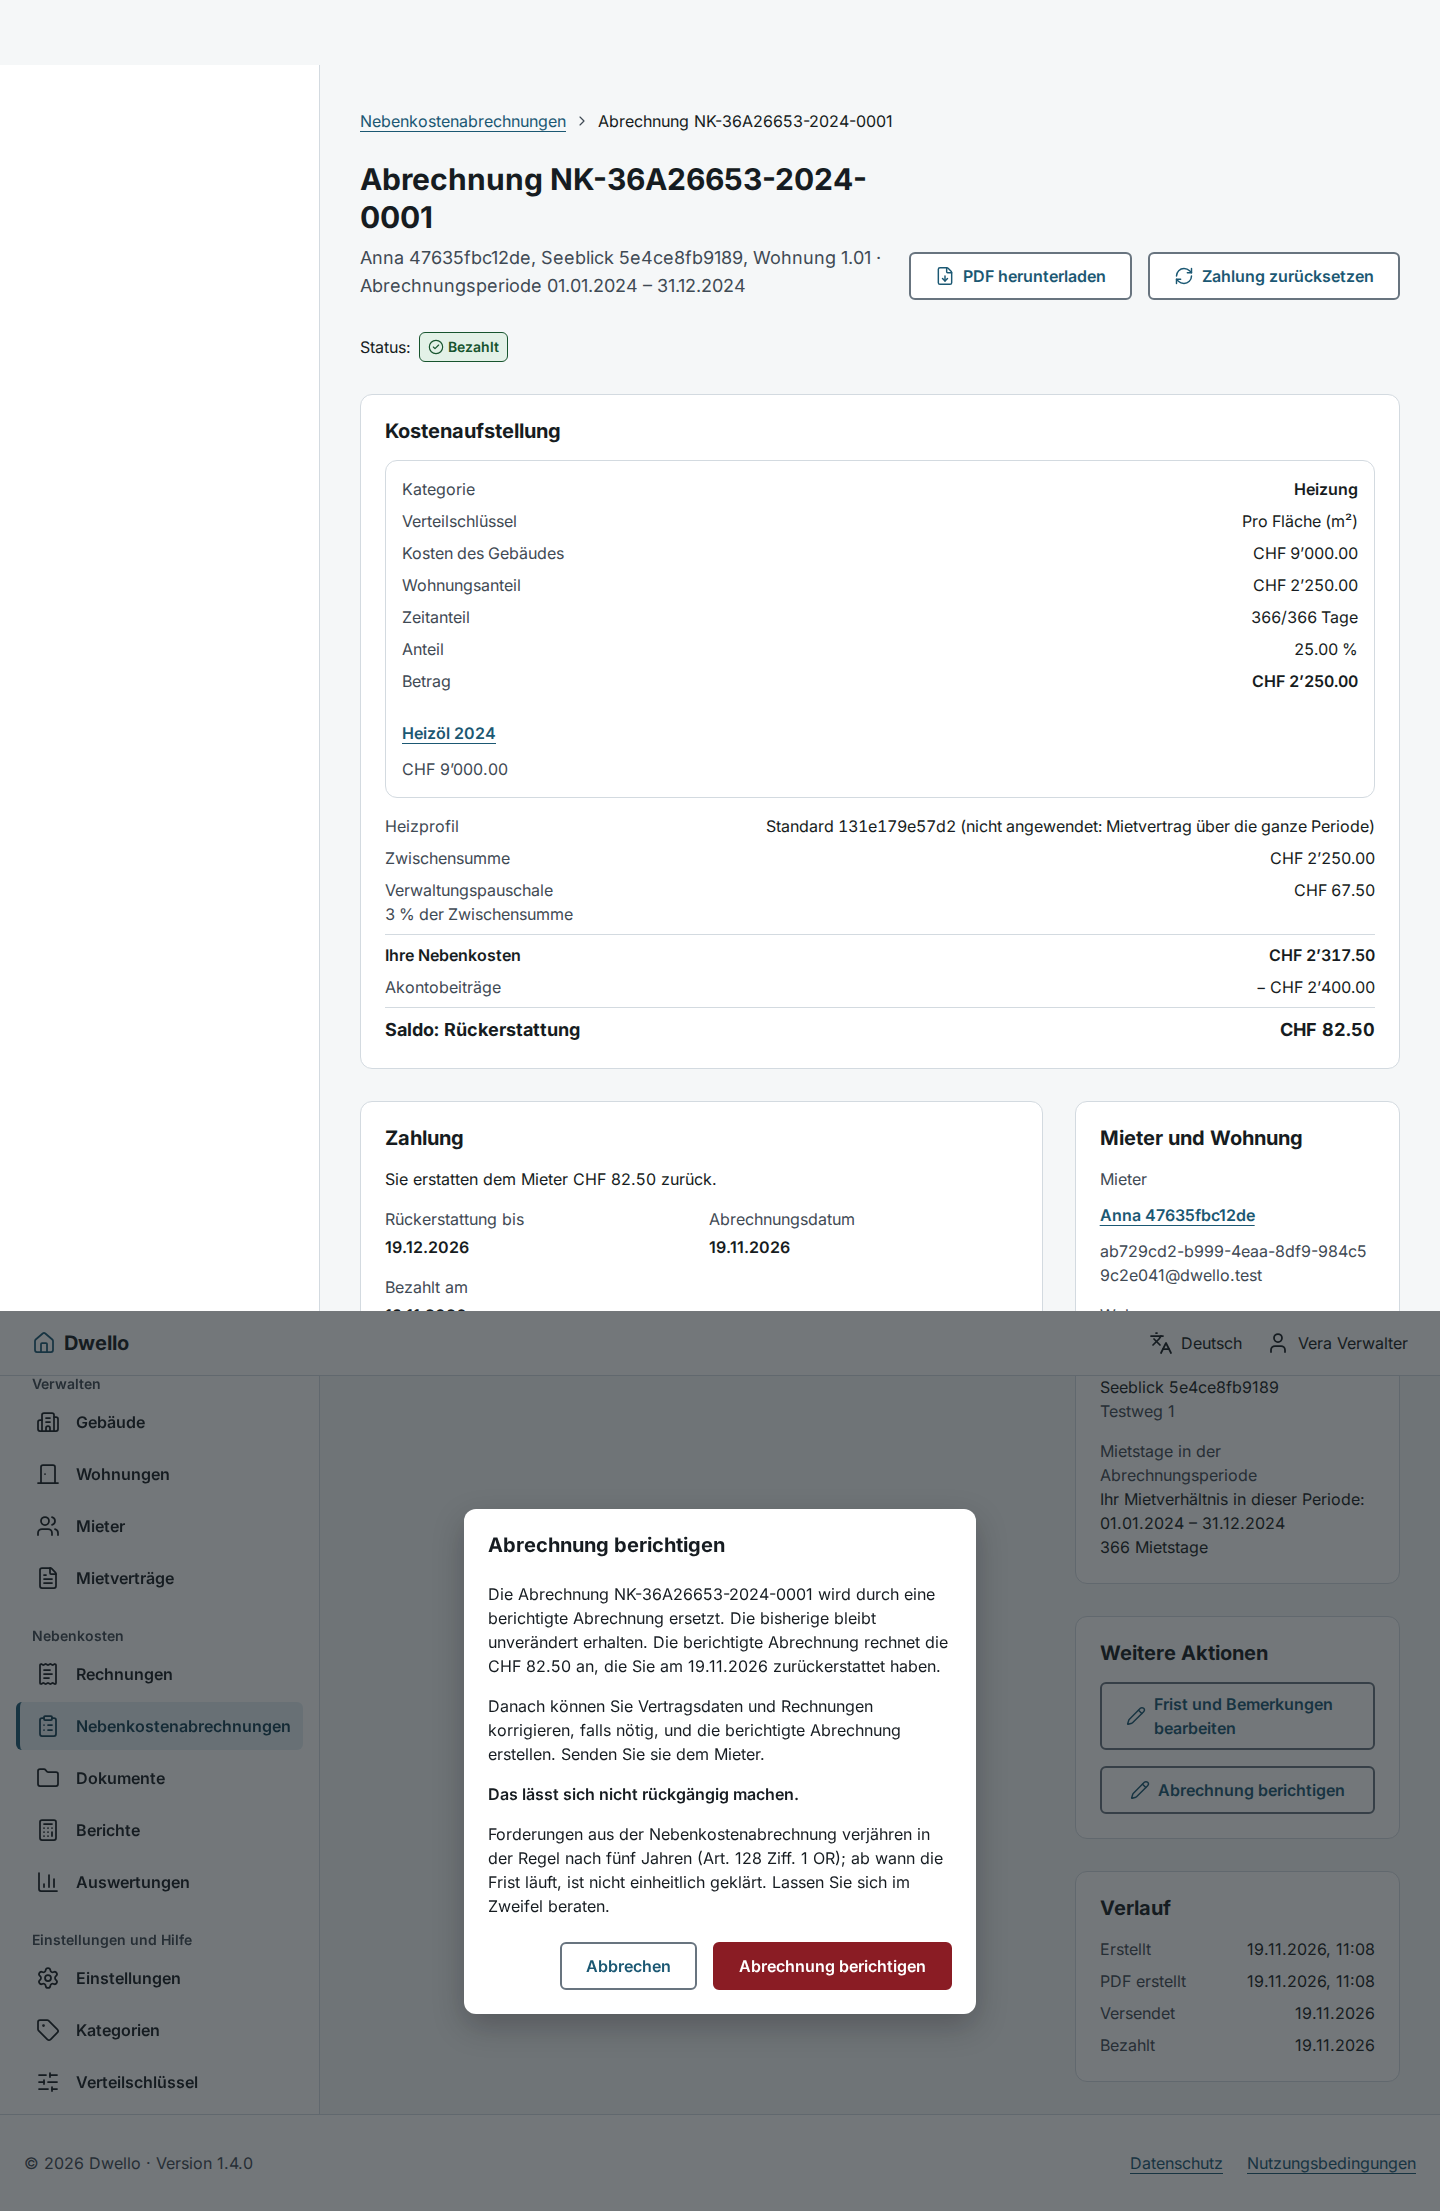 Nebenkostenabrechnungen > Abrechnung NK-36A26653-2024-0001
Abrechnung NK-36A26653-2024-
0001
Anna 47635fbc12de, Seeblick 5e4ce8fb9189, Wohnung 1.01 ·
Abrechnungsperiode 01.01.2024 – 31.12.2024
PDF herunterladen
Zahlung zurücksetzen
Status: Bezahlt
Kostenaufstellung
Kategorie Heizung
Verteilschlüssel Pro Fläche (m²)
Kosten des Gebäudes CHF 9’000.00
Wohnungsanteil CHF 2’250.00
Zeitanteil 366/366 Tage
Anteil 25.00 %
Betrag CHF 2’250.00
Heizöl 2024
CHF 9’000.00
Heizprofil Standard 131e179e57d2 (nicht angewendet: Mietvertrag über die ganze Periode)
Zwischensumme CHF 2’250.00
Verwaltungspauschale CHF 67.50
3 % der Zwischensumme
Ihre Nebenkosten CHF 2’317.50
Akontobeiträge – CHF 2’400.00
Saldo: Rückerstattung CHF 82.50
Zahlung
Sie erstatten dem Mieter CHF 82.50 zurück.
Rückerstattung bis
19.12.2026
Abrechnungsdatum
19.11.2026
Bezahlt am
Mieter und Wohnung
Mieter
Anna 47635fbc12de
ab729cd2-b999-4eaa-8df9-984c5
9c2e041@dwello.test
Dwello
Deutsch
Vera Verwalter
Verwalten
Gebäude
Wohnungen
Mieter
Mietverträge
Nebenkosten
Rechnungen
Nebenkostenabrechnungen
Dokumente
Berichte
Auswertungen
Einstellungen und Hilfe
Einstellungen
Kategorien
Verteilschlüssel
Abrechnung berichtigen
Die Abrechnung NK-36A26653-2024-0001 wird durch eine
berichtigte Abrechnung ersetzt. Die bisherige bleibt
unverändert erhalten. Die berichtigte Abrechnung rechnet die
CHF 82.50 an, die Sie am 19.11.2026 zurückerstattet haben.
Danach können Sie Vertragsdaten und Rechnungen
korrigieren, falls nötig, und die berichtigte Abrechnung
erstellen. Senden Sie sie dem Mieter.
Das lässt sich nicht rückgängig machen.
Forderungen aus der Nebenkostenabrechnung verjähren in
der Regel nach fünf Jahren (Art. 128 Ziff. 1 OR); ab wann die
Frist läuft, ist nicht einheitlich geklärt. Lassen Sie sich im
Zweifel beraten.
Abbrechen
Abrechnung berichtigen
Seeblick 5e4ce8fb9189
Testweg 1
Mietstage in der
Abrechnungsperiode
Ihr Mietverhältnis in dieser Periode:
01.01.2024 – 31.12.2024
366 Mietstage
Weitere Aktionen
Frist und Bemerkungen
bearbeiten
Abrechnung berichtigen
Verlauf
Erstellt 19.11.2026, 11:08
PDF erstellt 19.11.2026, 11:08
Versendet 19.11.2026
Bezahlt 19.11.2026
© 2026 Dwello · Version 1.4.0
Datenschutz
Nutzungsbedingungen